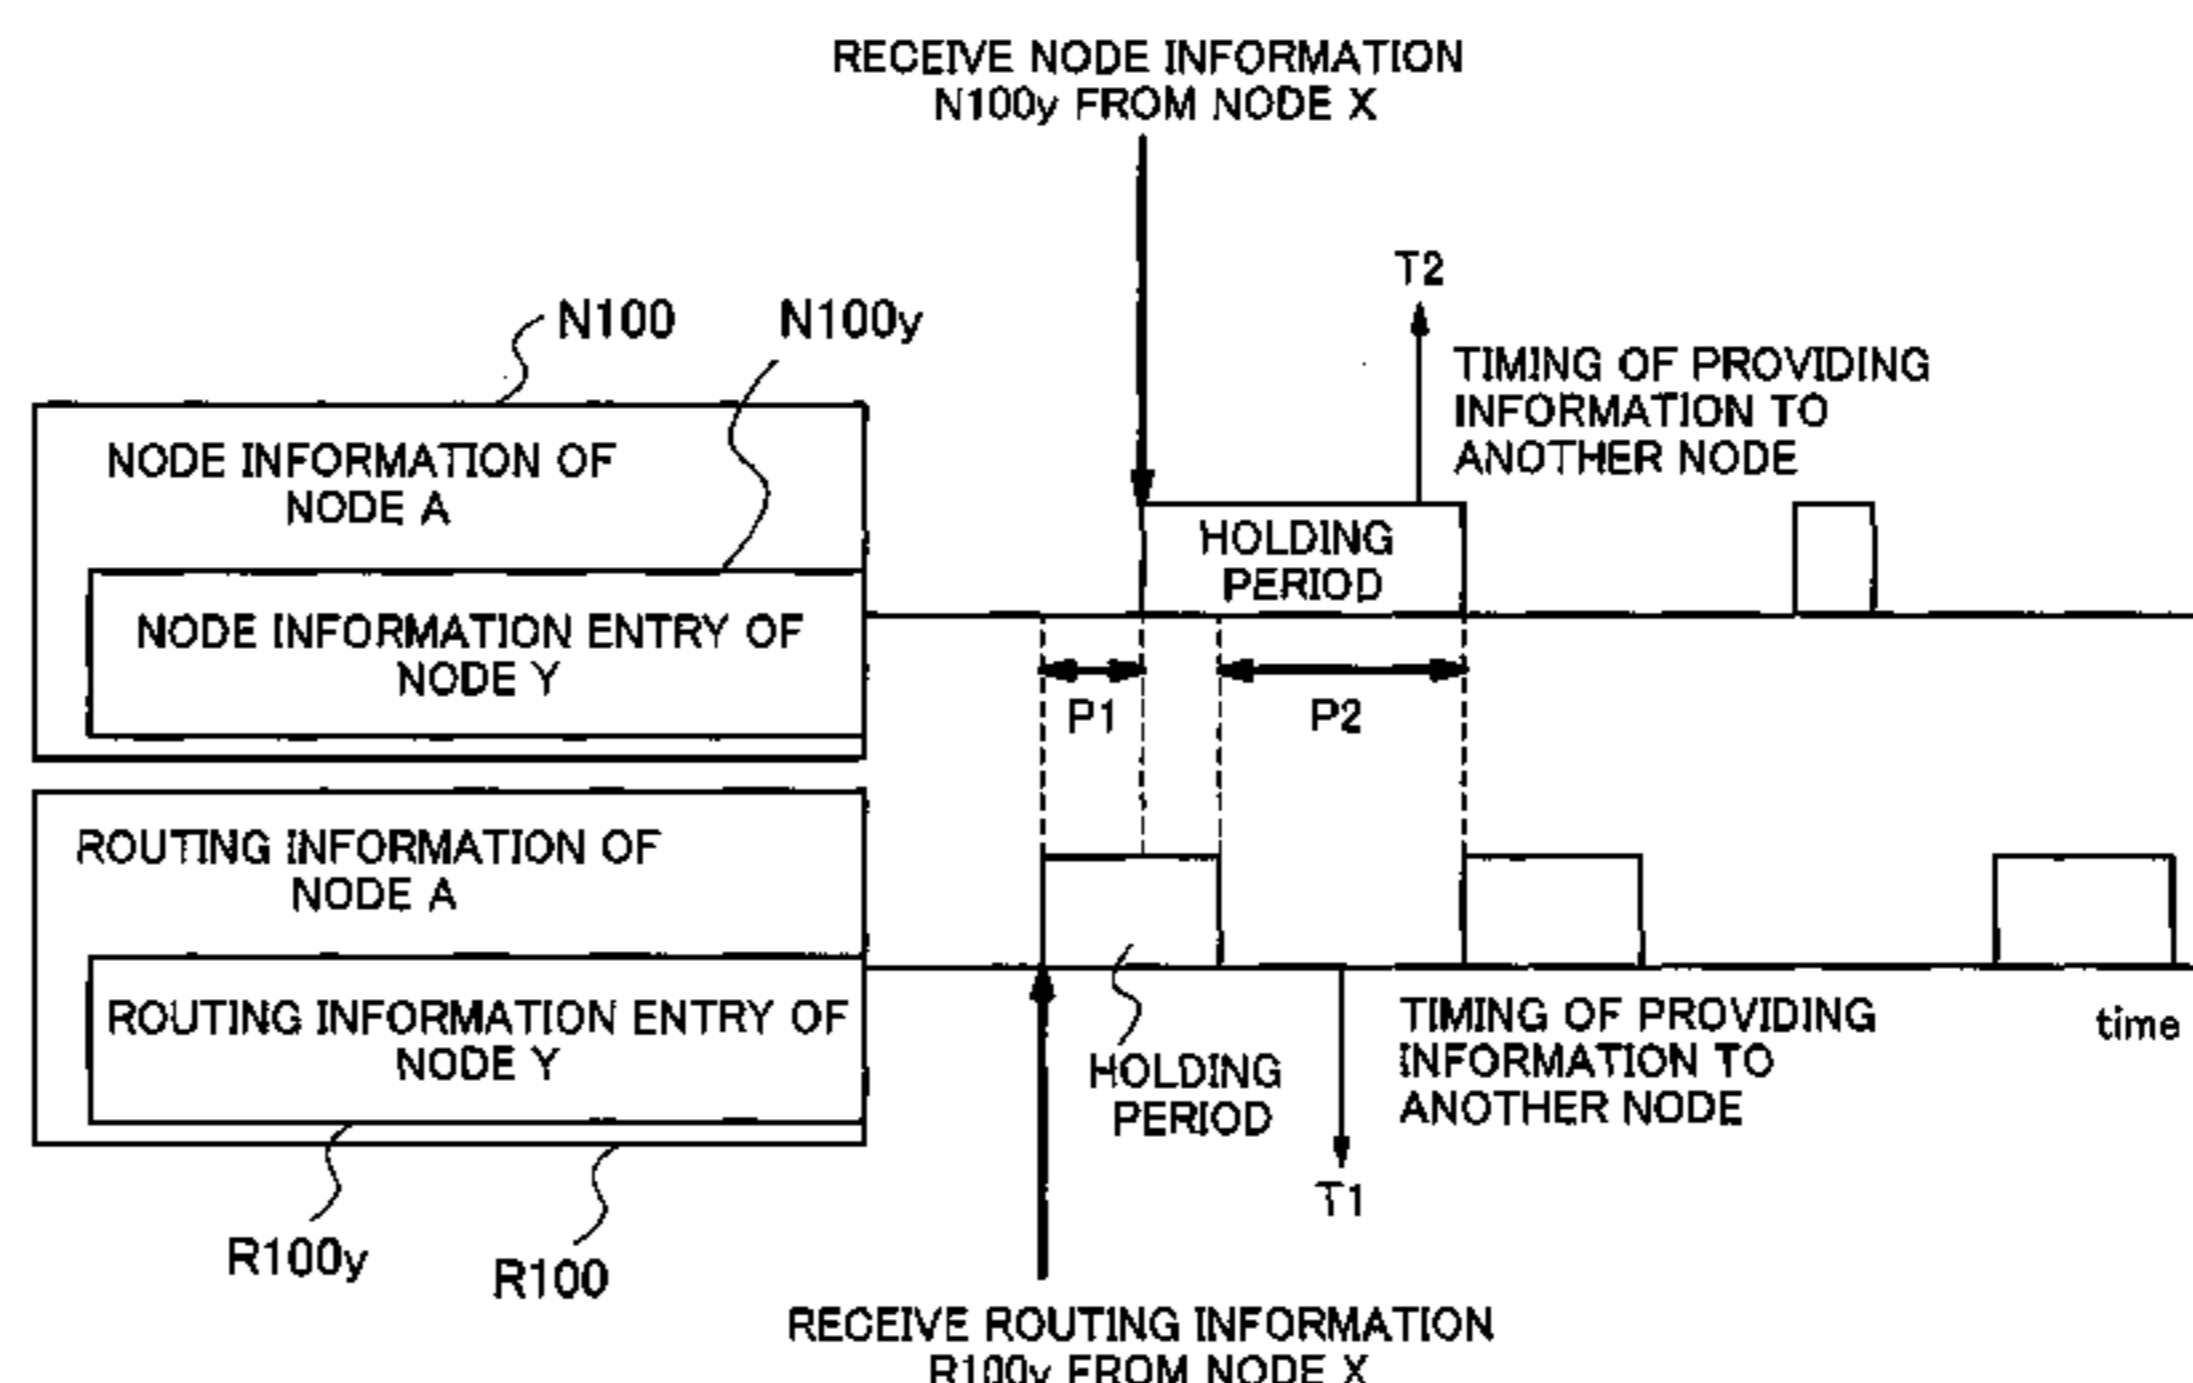 RECEIVE NODE INFORMATION
N100y FROM NODE X
T2
N100
N100y
TIMING OF PROVIDING
INFORMATION TO
ANOTHER NODE
NODE INFORMATION OF
NODE A
HOLDING
PERIOD
NODE INFORMATION ENTRY OF
NODE Y
P1
P2
ROUTING INFORMATION OF
NODE A
ROUTING INFORMATION ENTRY OF
NODE Y
TIMING OF PROVIDING
INFORMATION TO
ANOTHER NODE
time
HOLDING
PERIOD
T1
R100y
R100
RECEIVE ROUTING INFORMATION
R100y FROM NODE X